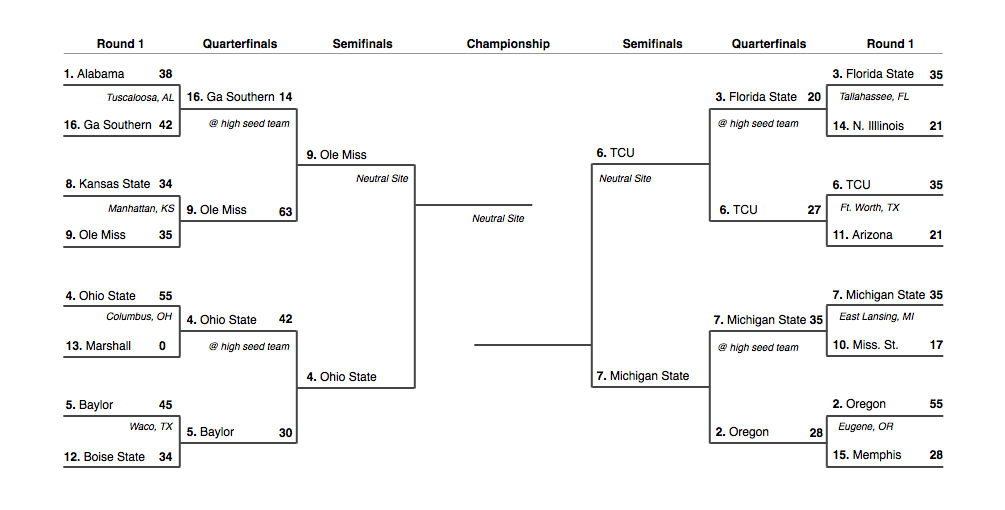 Round 1 Quarterfinals Semifinals Championship Semifinals Quarterfinals Round 1
1. Alabama 38
Tuscaloosa, AL
16. Ga Southern 42
8. Kansas State 34
Manhattan, KS
9. Ole Miss 35
4. Ohio State 55
Columbus, OH
13. Marshall 0
5. Baylor 45
Waco, TX
12. Boise State 34
16. Ga Southern 14
@ high seed team
9. Ole Miss 63
4. Ohio State 42
@ high seed team
5. Baylor 30
9. Ole Miss
Neutral Site
4. Ohio State
Neutral Site
6. TCU
Neutral Site
7. Michigan State
3. Florida State 20
@ high seed team
6. TCU 27
7. Michigan State 35
@ high seed team
2. Oregon 28
3. Florida State 35
Tallahassee, FL
14. N. Illlinois 21
6. TCU 35
Ft. Worth, TX
11. Arizona 21
7. Michigan State 35
East Lansing, MI
10. Miss. St. 17
2. Oregon 55
Eugene, OR
15. Memphis 28